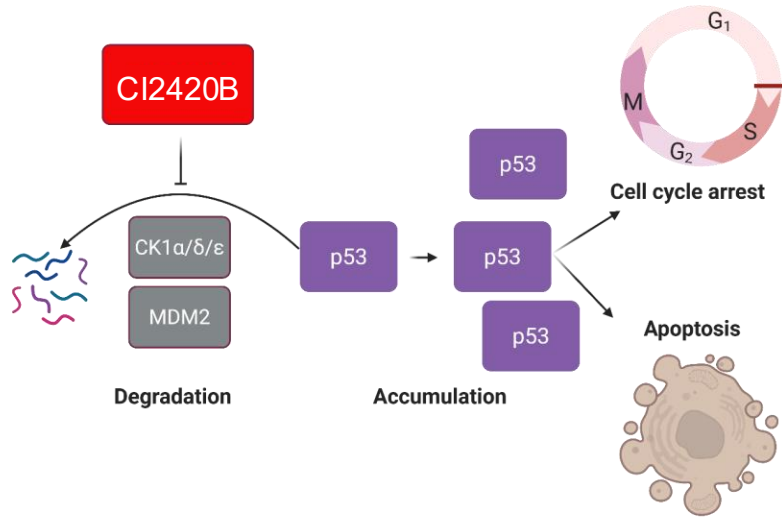 CI2420B
CK1α/δ/ε
MDM2
Degradation
p53
p53
p53
p53
Accumulation
G1
S
G2
M
Cell cycle arrest
Apoptosis